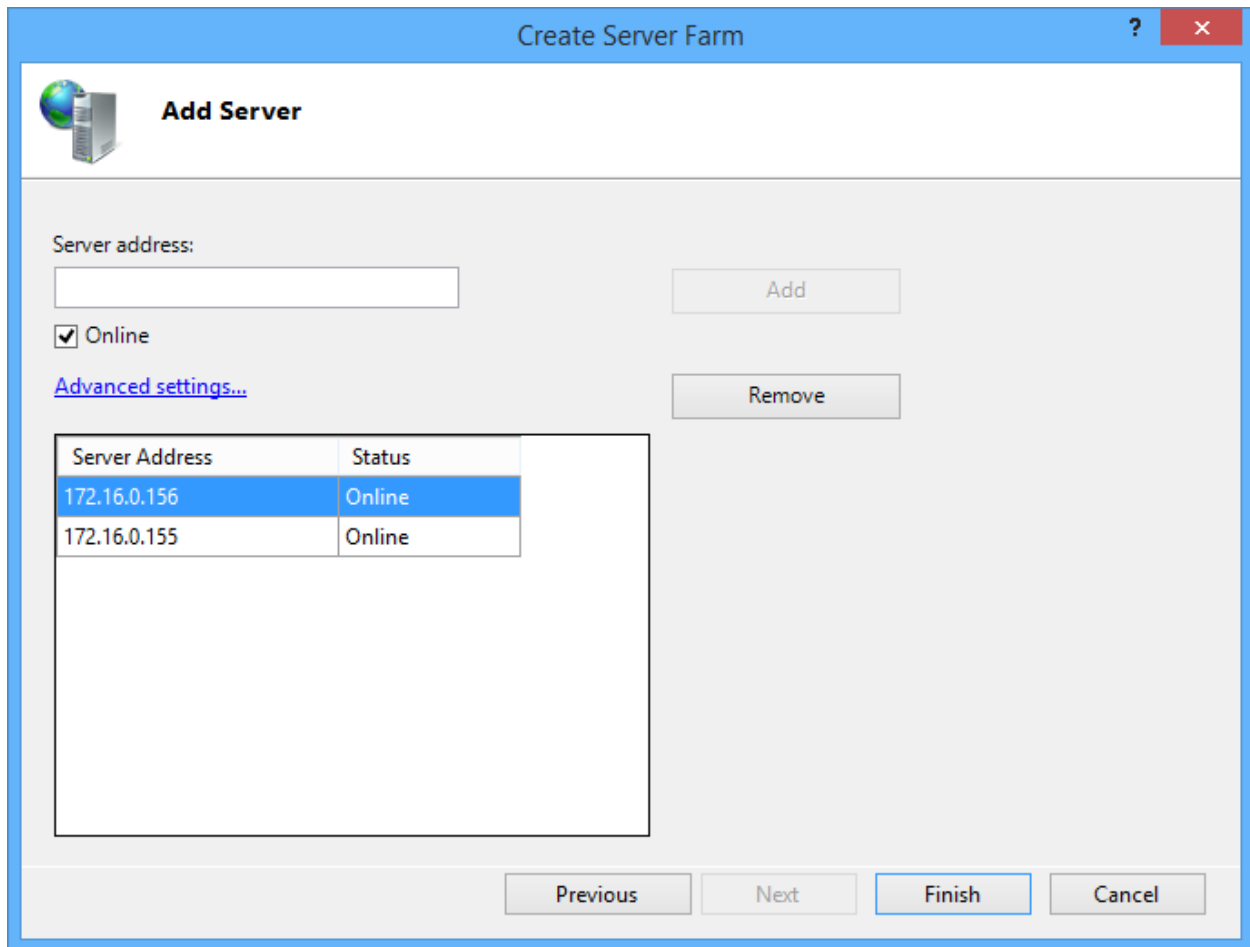 Create Server Farm ?
Add Server
Server address:
Add
Online
Advanced settings...
Remove
Server Address Status
172.16.0.156 Online
172.16.0.155 Online
Previous Next Finish Cancel